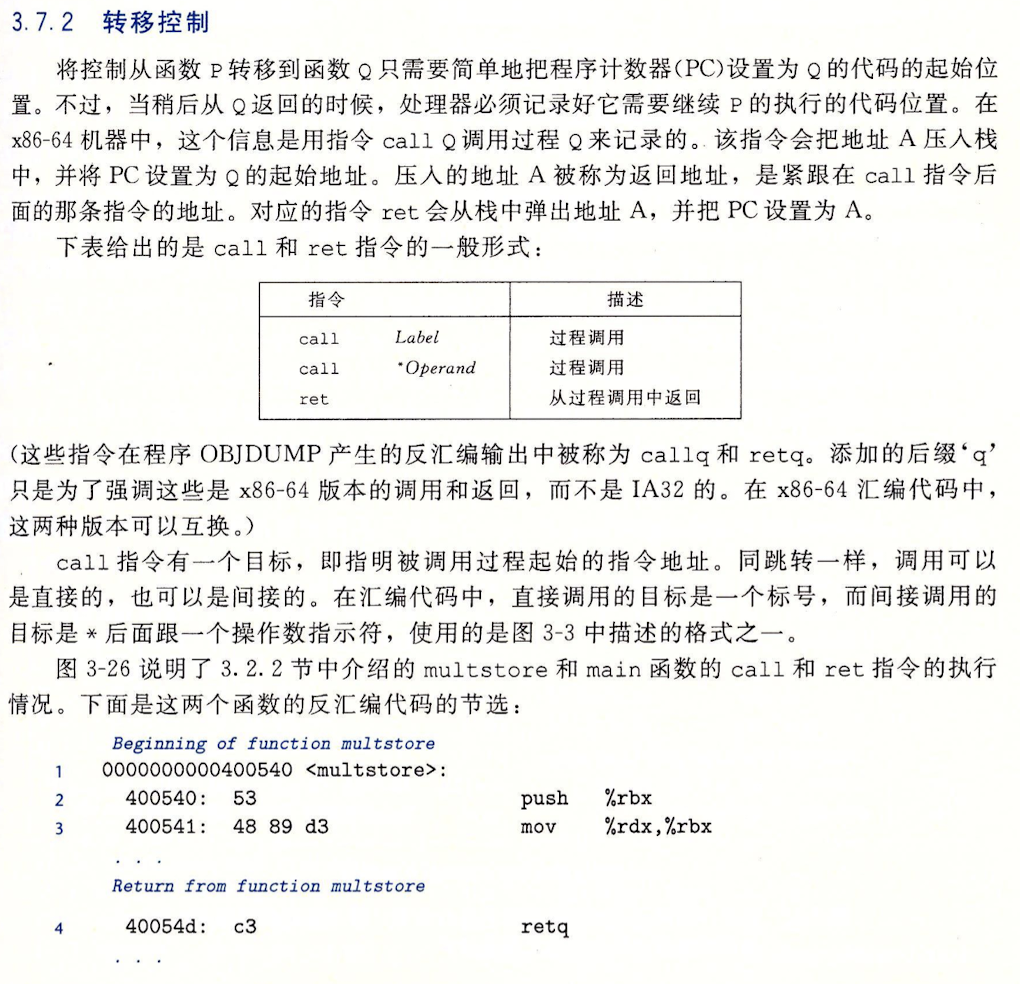 3.7.2 转移控制
将控制从函数 P 转移到函数 Q 只需要简单地把程序计数器(PC)设置为 Q 的代码的起始位
置。不过，当稍后从 Q 返回的时候，处理器必须记录好它需要继续 P 的执行的代码位置。在
x86-64 机器中，这个信息是用指令 call Q 调用过程 Q 来记录的。该指令会把地址 A 压入栈
中，并将 PC 设置为 Q 的起始地址。压入的地址 A 被称为返回地址，是紧跟在 call 指令后
面的那条指令的地址。对应的指令 ret 会从栈中弹出地址 A，并把 PC 设置为 A。
下表给出的是 call 和 ret 指令的一般形式：
指令 描述
call Label 过程调用
call *Operand 过程调用
ret 从过程调用中返回
(这些指令在程序 OBJDUMP 产生的反汇编输出中被称为 callq 和 retq。添加的后缀‘q’
只是为了强调这些是 x86-64 版本的调用和返回，而不是 IA32 的。在 x86-64 汇编代码中，
这两种版本可以互换。)
call 指令有一个目标，即指明被调用过程起始的指令地址。同跳转一样，调用可以
是直接的，也可以是间接的。在汇编代码中，直接调用的目标是一个标号，而间接调用的
目标是 * 后面跟一个操作数指示符，使用的是图 3-3 中描述的格式之一。
图 3-26 说明了 3.2.2 节中介绍的 multstore 和 main 函数的 call 和 ret 指令的执行
情况。下面是这两个函数的反汇编代码的节选：
Beginning of function multstore
1 0000000000400540 <multstore>:
2 400540: 53 push %rbx
3 400541: 48 89 d3 mov %rdx,%rbx
. . .
Return from function multstore
4 40054d: c3 retq
. . .